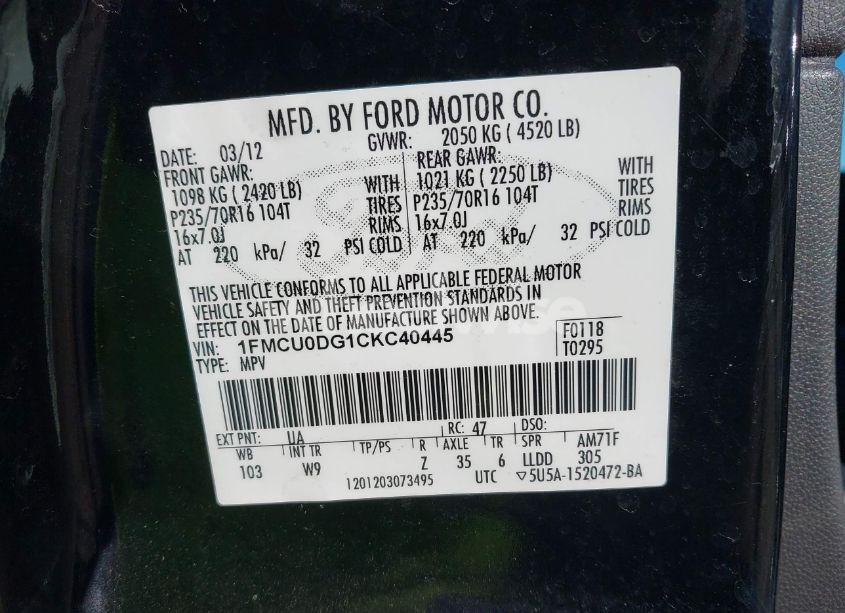 MFD. BY FORD MOTOR CO.
DATE: 03/12 GVWR: 2050 KG ( 4520 LB)
FRONT GAWR: REAR GAWR:
1098 KG ( 2420 LB) WITH 1021 KG ( 2250 LB) WITH
P235/70R16 104T TIRES P235/70R16 104T TIRES
16x7.0J RIMS 16x7.0J RIMS
AT 220 kPa/ 32 PSI COLD AT 220 kPa/ 32 PSI COLD
THIS VEHICLE CONFORMS TO ALL APPLICABLE FEDERAL MOTOR
VEHICLE SAFETY AND THEFT PREVENTION STANDARDS IN
EFFECT ON THE DATE OF MANUFACTURE SHOWN ABOVE.
VIN: 1FMCU0DG1CKC40445 F0118
TYPE: MPV T0295
EXT PNT: UA RC: 47 DSO:
WB INT TR TP/PS R AXLE TR SPR AM71F
103 W9 Z 35 6 LLDD 305
1201203073495 UTC ▽5U5A-1520472-BA